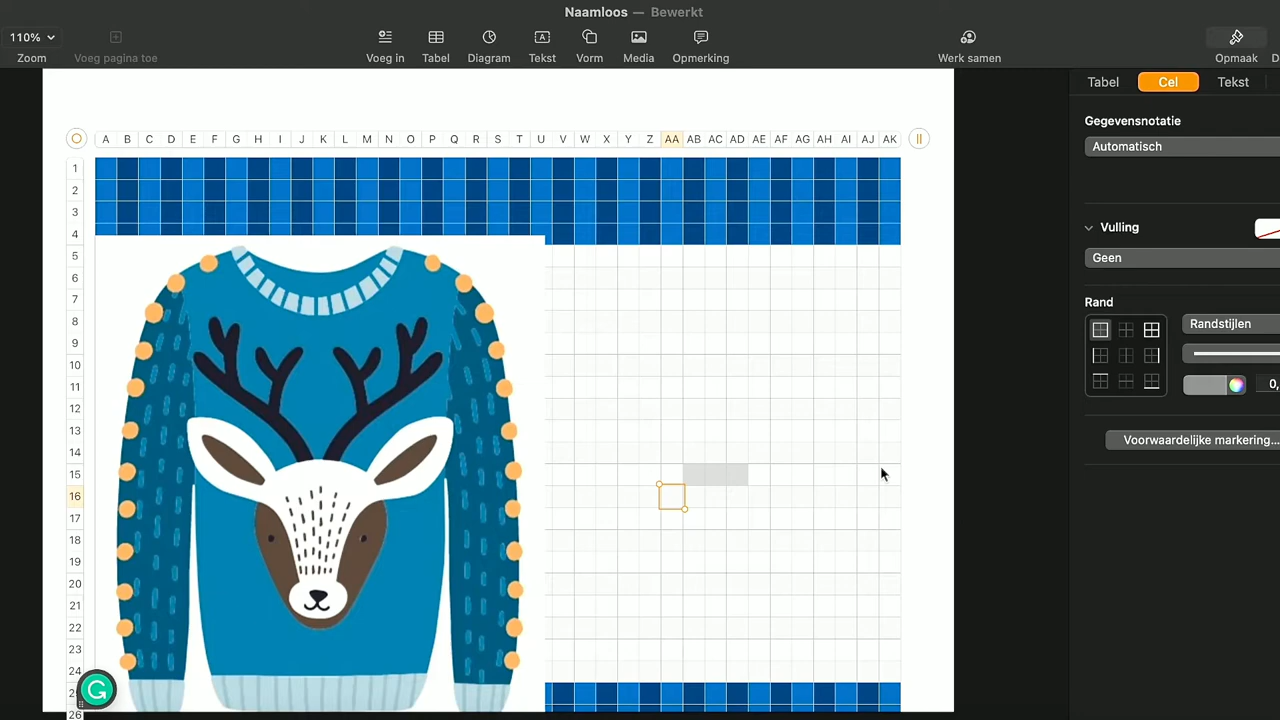 Naamloos — Bewerkt
110%
Zoom
Voeg pagina toe
Voeg in
Tabel
Diagram
Tekst
Vorm
Media
Opmerking
Werk samen
Opmaak
D
Tabel
Cel
Tekst
Gegevensnotatie
Automatisch
Vulling
Geen
Rand
Randstijlen
0,
Voorwaardelijke markering...
A B C D E F G H I J K L M N O P Q R S T U V W X Y Z AA AB AC AD AE AF AG AH AI AJ AK
1
2
3
4
5
6
7
8
9
10
11
12
13
14
15
16
17
18
19
20
21
22
23
24
26